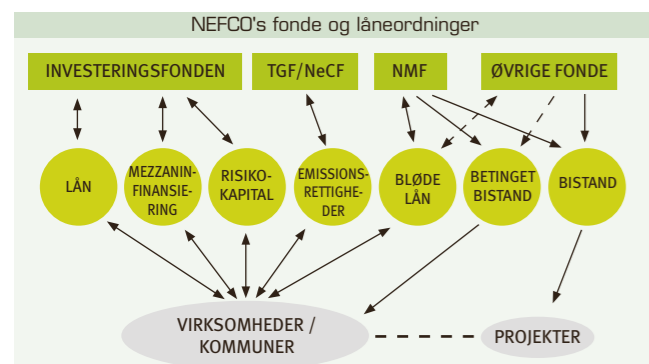 NEFCO's fonde og låneordninger
INVESTERINGSFONDEN
TGF/NeCF
NMF
ØVRIGE FONDE
LÅN
MEZZANIN-
FINANSIE-
RING
RISIKO-
KAPITAL
EMISSIONS-
RETTIGHE-
DER
BLØDE
LÅN
BETINGET
BISTAND
BISTAND
VIRKSOMHEDER /
KOMMUNER
PROJEKTER